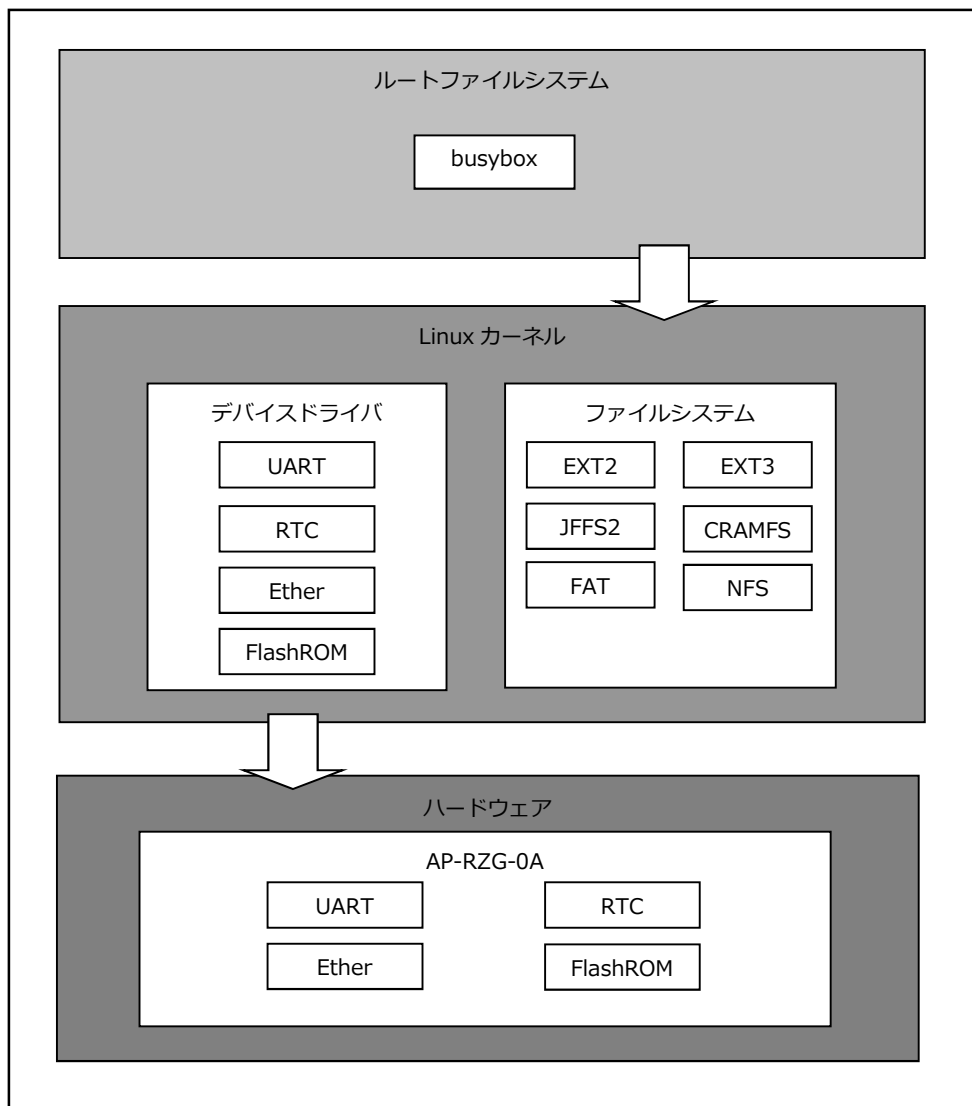 ルートファイルシステム
busybox
Linux カーネル
デバイスドライバ
UART
RTC
Ether
FlashROM
ファイルシステム
EXT2
EXT3
JFFS2
CRAMFS
FAT
NFS
ハードウェア
AP-RZG-0A
UART
RTC
Ether
FlashROM